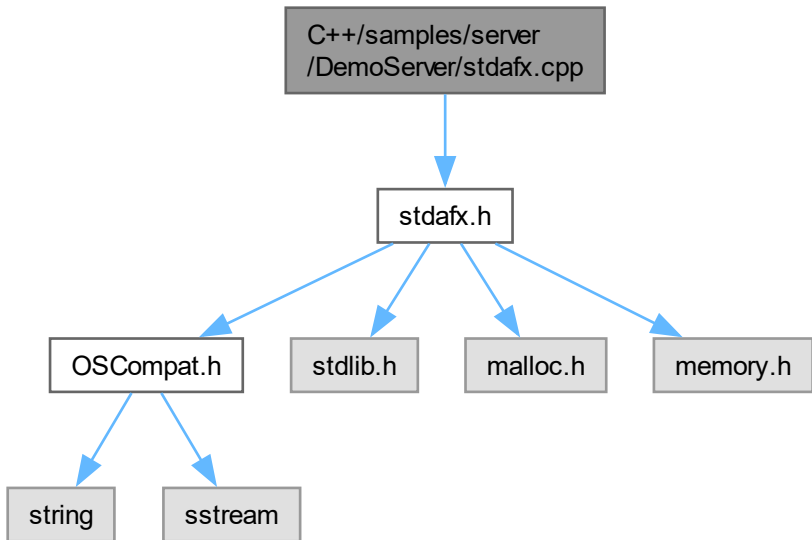 C++/samples/server
/DemoServer/stdafx.cpp
stdafx.h
OSCompat.h
stdlib.h
malloc.h
memory.h
string
sstream